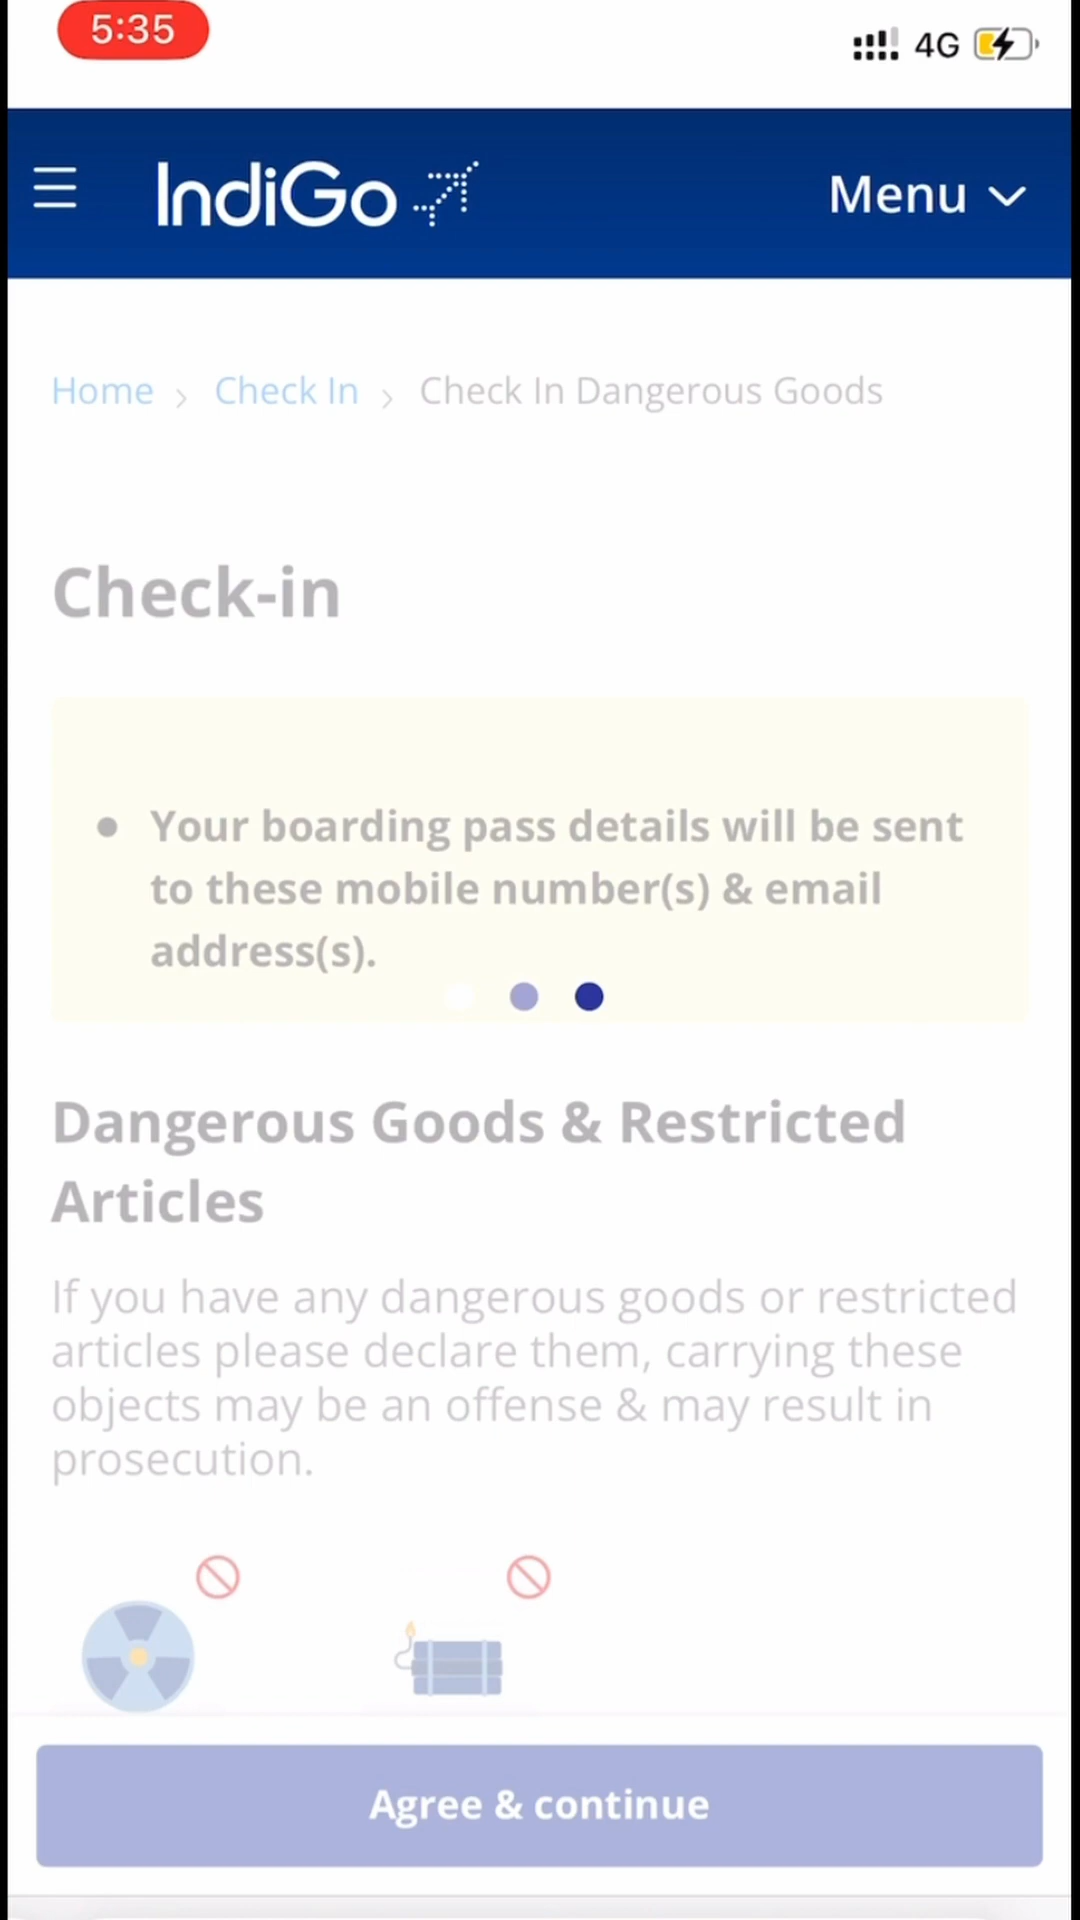 5:35
4G
IndiGo
Menu
Home > Check In > Check In Dangerous Goods
Check-in
• Your boarding pass details will be sent
to these mobile number(s) & email
address(s).
Dangerous Goods & Restricted
Articles
If you have any dangerous goods or restricted
articles please declare them, carrying these
objects may be an offense & may result in
prosecution.
Agree & continue